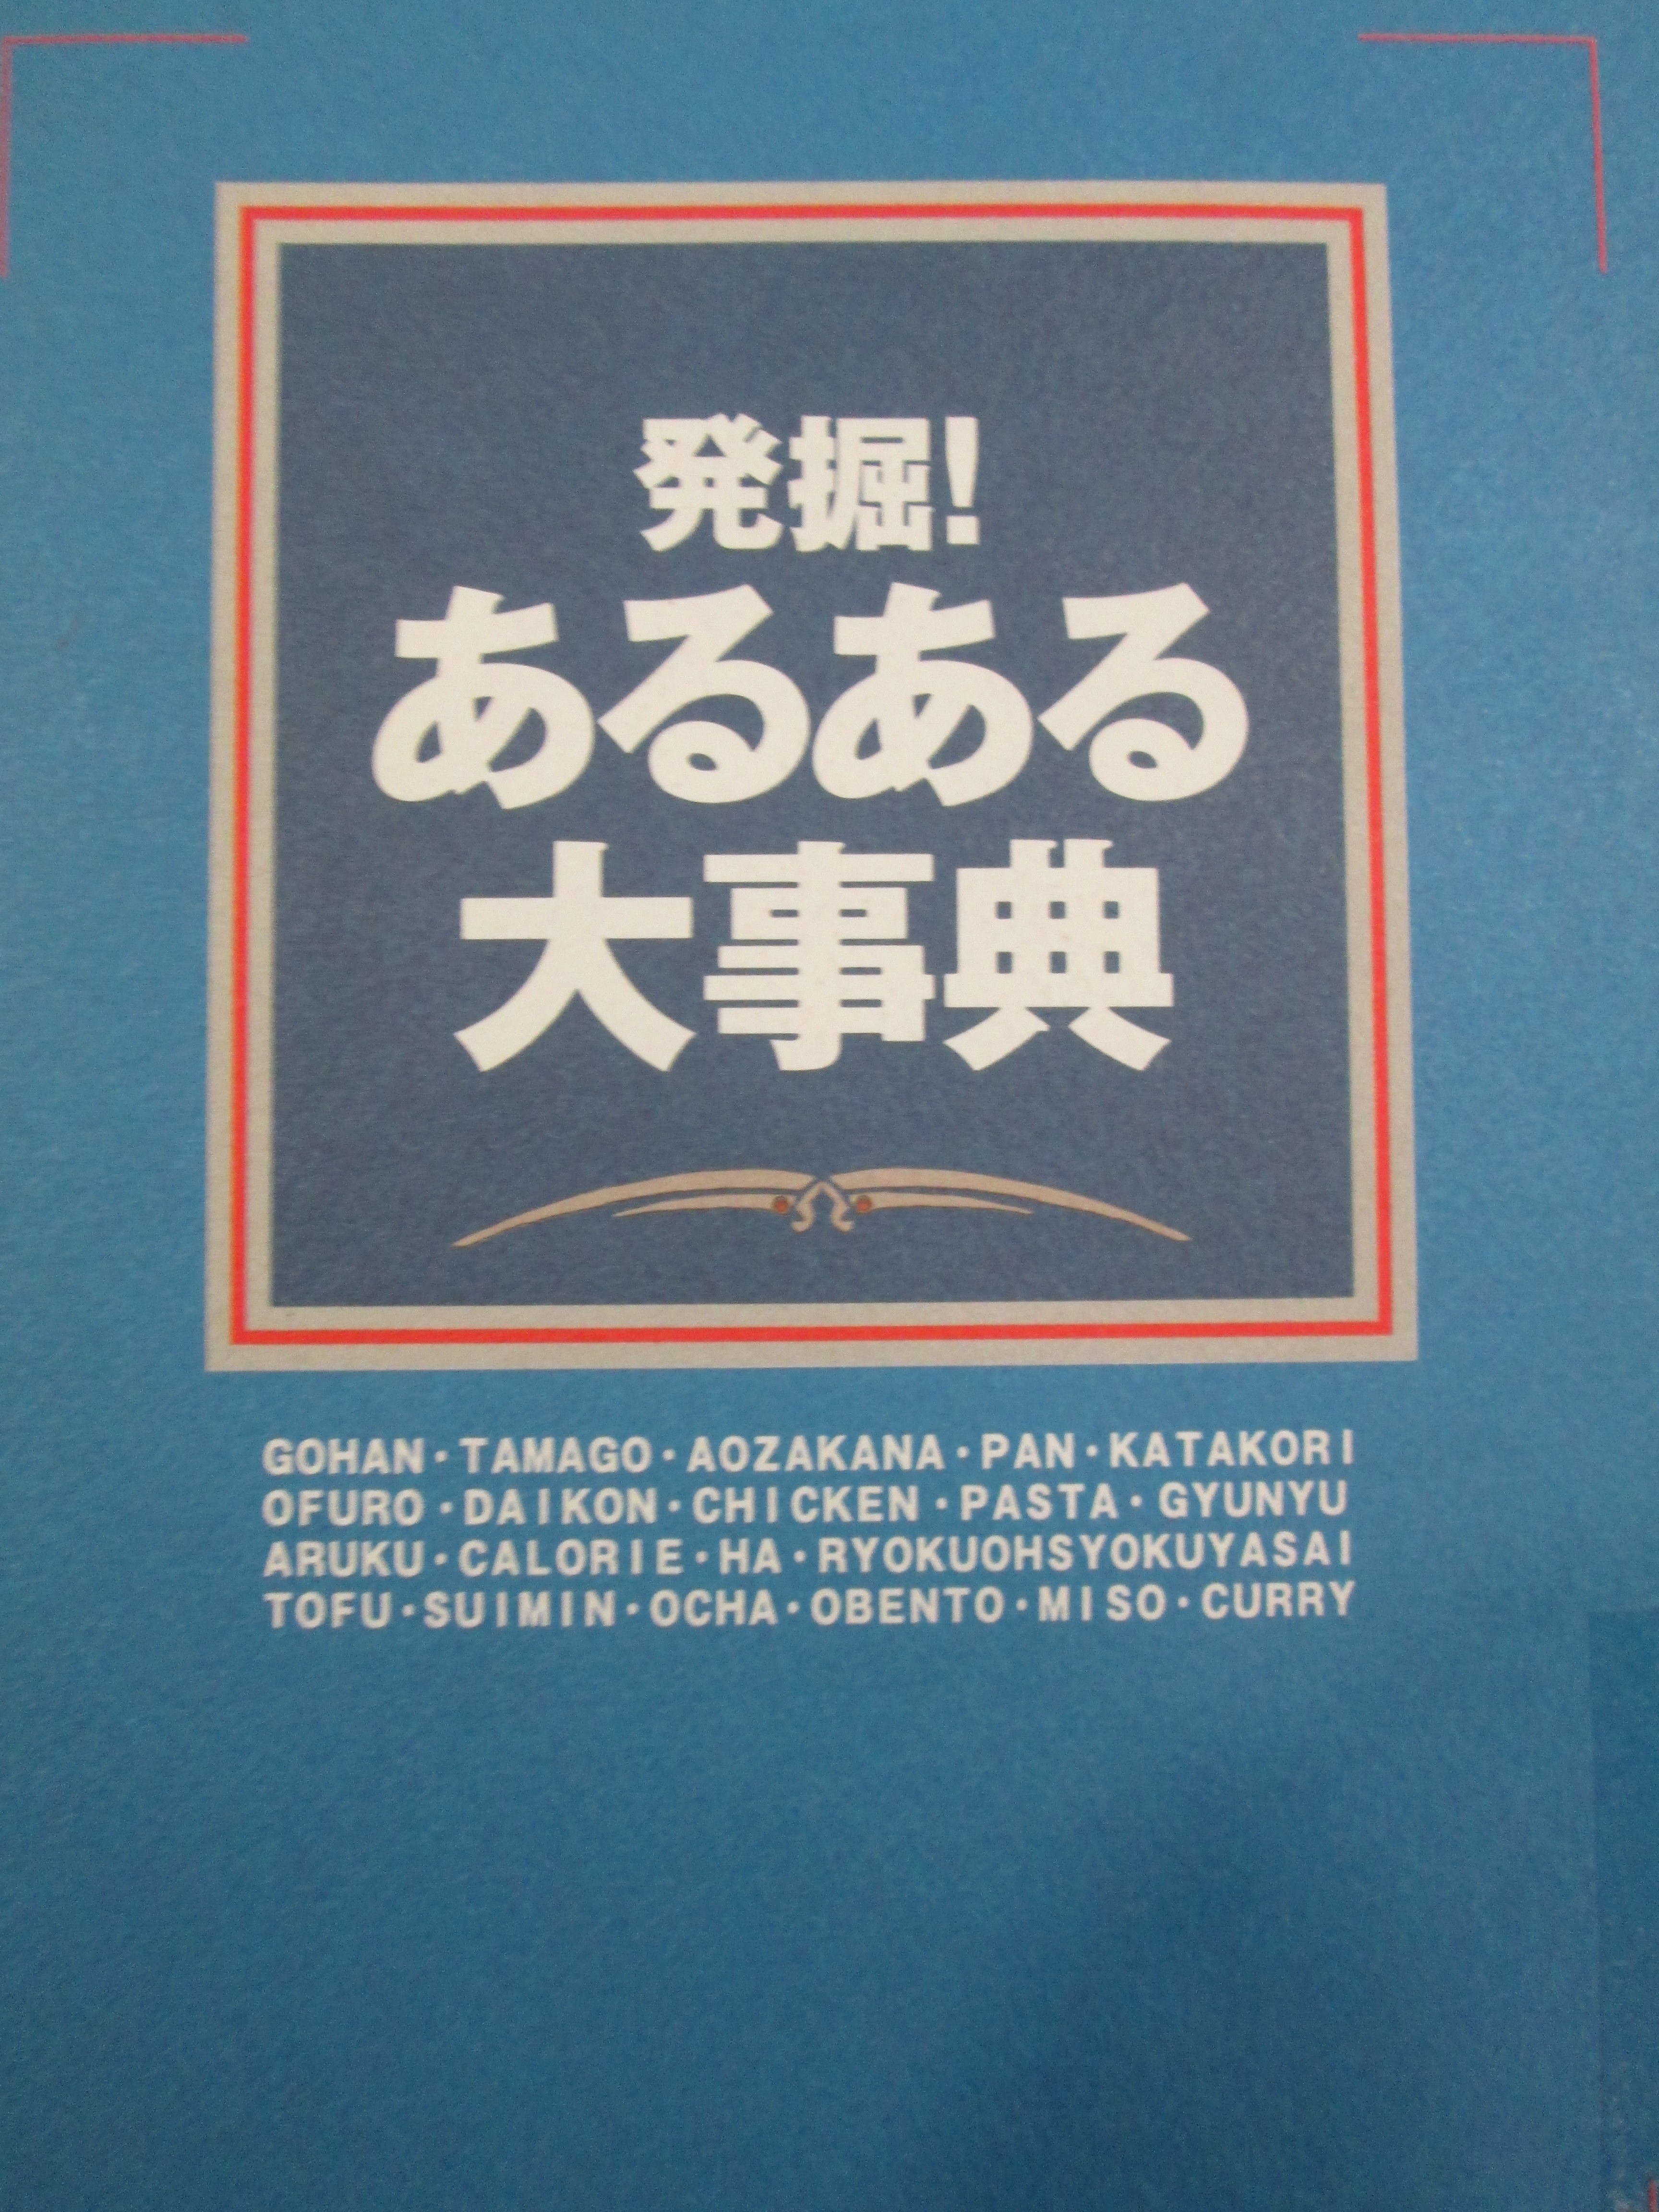 発掘!
あるある
大事典
GOHAN・TAMAGO・AOZAKANA・PAN・KATAKORI
OFURO・DAIKON・CHICKEN・PASTA・GYUNYU
ARUKU・CALORIE・HA・RYOKUOHSYOKUYASAI
TOFU・SUIMIN・OCHA・OBENTO・MISO・CURRY